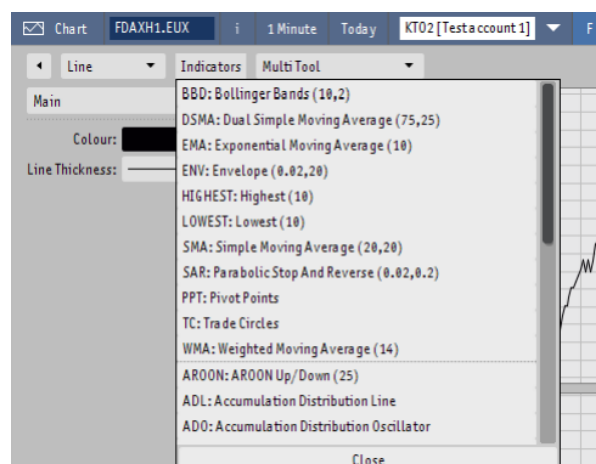 Chart FDAXH1.EUX i 1 Minute Today KT02 [Test account 1] F
Line Indicators Multi Tool
Main
Colour:
Line Thickness:
BBD: Bollinger Bands (10,2)
DSMA: Dual Simple Moving Average (75,25)
EMA: Exponential Moving Average (10)
ENV: Envelope (0.02,20)
HIGHEST: Highest (10)
LOWEST: Lowest (10)
SMA: Simple Moving Average (20,20)
SAR: Parabolic Stop And Reverse (0.02,0.2)
PPT: Pivot Points
TC: Trade Circles
WMA: Weighted Moving Average (14)
AROON: AROON Up/Down (25)
ADL: Accumulation Distribution Line
ADO: Accumulation Distribution Oscillator
Close